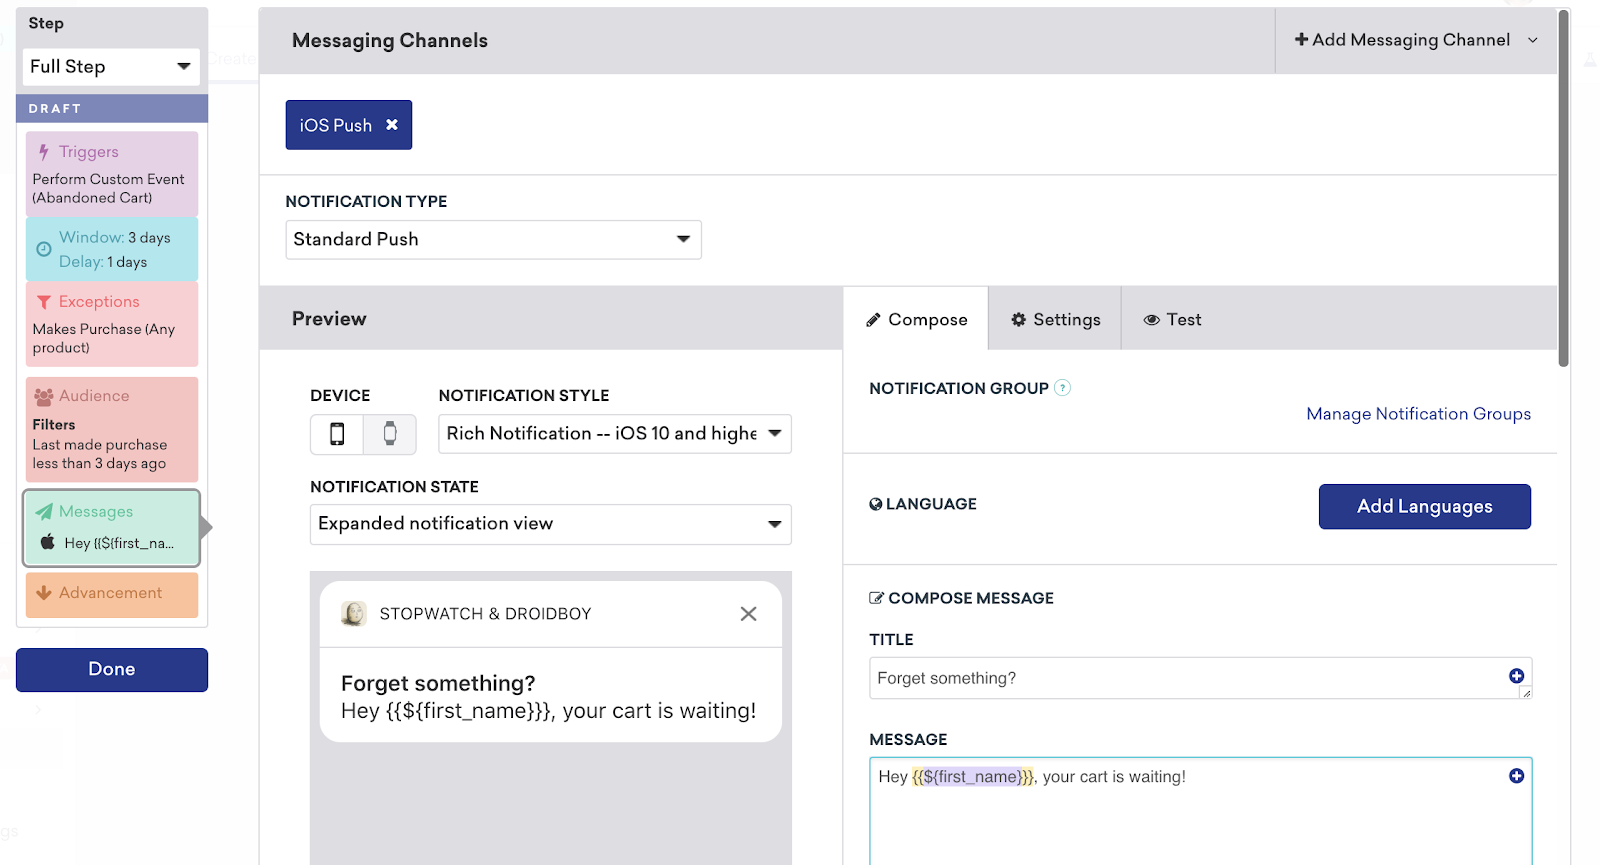 Step
Full Step
DRAFT
Triggers
Perform Custom Event
(Abandoned Cart)
Window: 3 days
Delay: 1 days
Exceptions
Makes Purchase (Any
product)
Audience
Filters
Last made purchase
less than 3 days ago
Messages
Hey {{${first_na...
Advancement
Done
Messaging Channels
Add Messaging Channel
iOS Push
NOTIFICATION TYPE
Standard Push
Preview
Compose
Settings
Test
DEVICE
NOTIFICATION STYLE
Rich Notification -- iOS 10 and highe
NOTIFICATION STATE
Expanded notification view
STOPWATCH & DROIDBOY
Forget something?
Hey {{${first_name}}}, your cart is waiting!
NOTIFICATION GROUP ?
Manage Notification Groups
LANGUAGE
Add Languages
COMPOSE MESSAGE
TITLE
Forget something?
MESSAGE
Hey {{${first_name}}}, your cart is waiting!